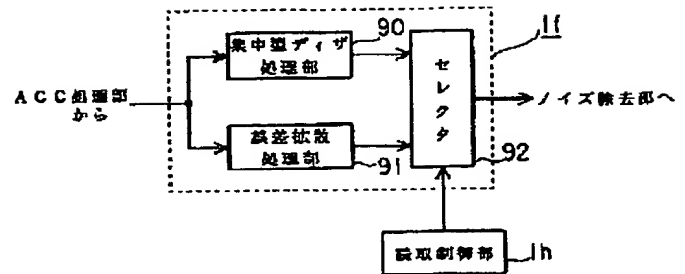 集中型ディザ
処理部
90
1f
ACC処理部
から
セレクタ
ノイズ除去部へ
誤差拡散
処理部
91
92
読取制御部
1h